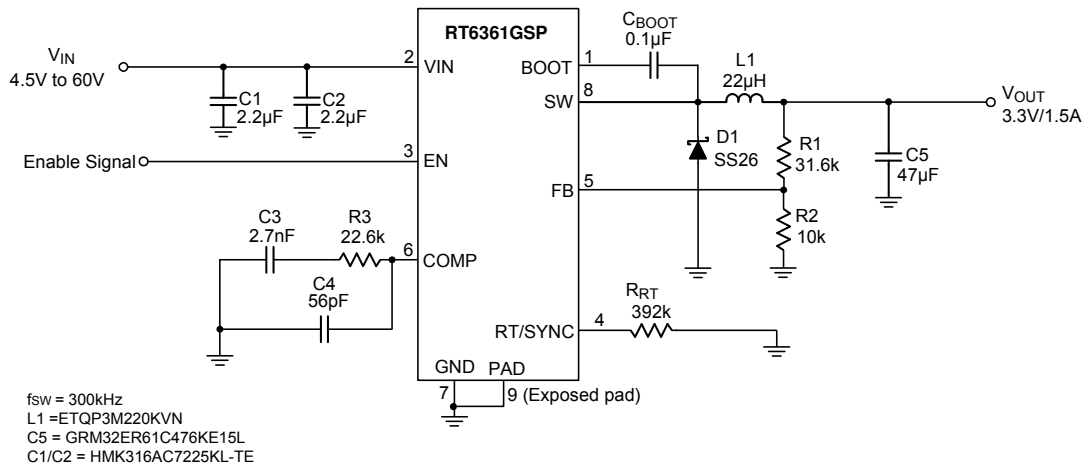 RT6361GSP
VIN
4.5V to 60V
2
VIN
C1
2.2µF
C2
2.2µF
Enable Signal
3
EN
C3
2.7nF
R3
22.6k
6
COMP
C4
56pF
BOOT
1
CBOOT
0.1µF
SW
8
L1
22µH
VOUT
3.3V/1.5A
D1
SS26
R1
31.6k
C5
47µF
FB
5
R2
10k
RT/SYNC
4
RRT
392k
GND
PAD
7
9 (Exposed pad)
fSW = 300kHz
L1 =ETQP3M220KVN
C5 = GRM32ER61C476KE15L
C1/C2 = HMK316AC7225KL-TE